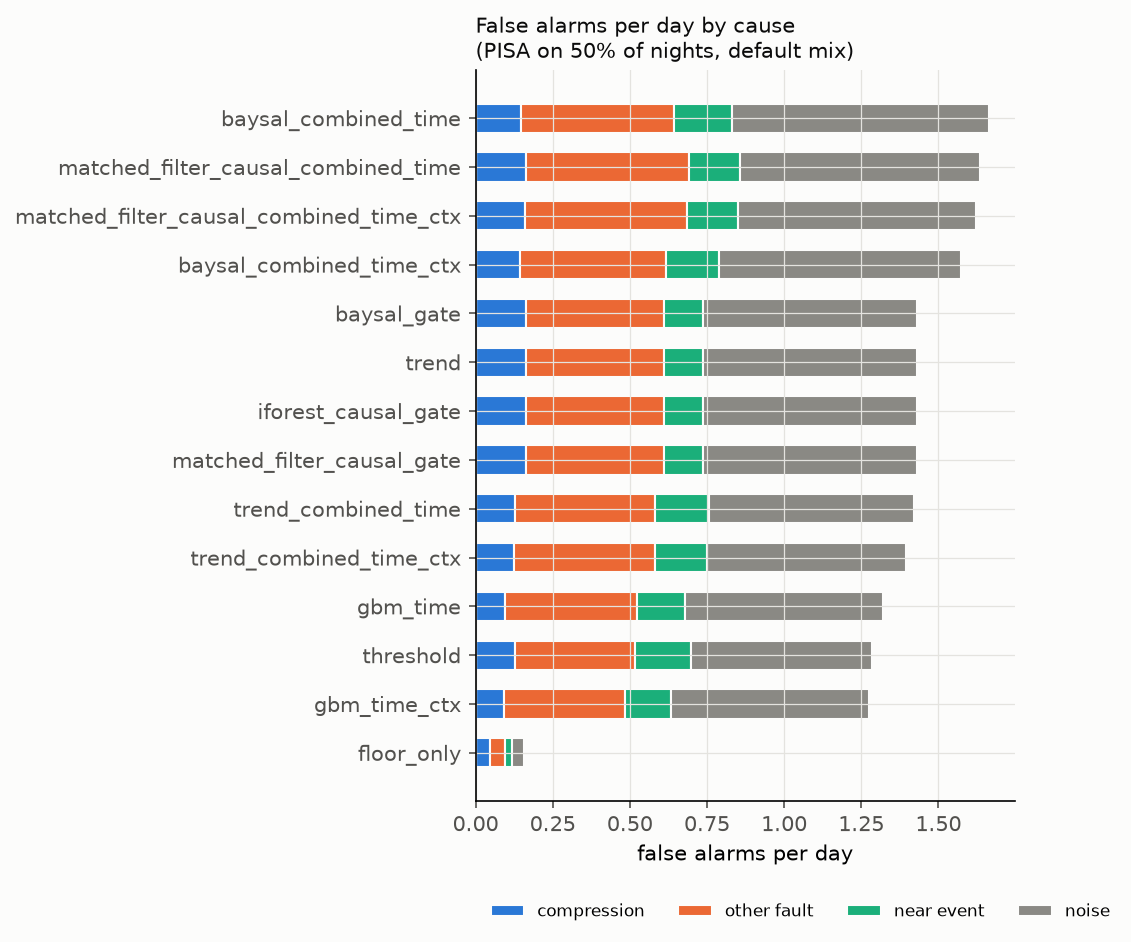 False alarms per day by cause
(PISA on 50% of nights, default mix)
baysal_combined_time
matched_filter_causal_combined_time
matched_filter_causal_combined_time_ctx
baysal_combined_time_ctx
baysal_gate
trend
iforest_causal_gate
matched_filter_causal_gate
trend_combined_time
trend_combined_time_ctx
gbm_time
threshold
gbm_time_ctx
floor_only
0.00 0.25 0.50 0.75 1.00 1.25 1.50
false alarms per day
compression other fault near event noise